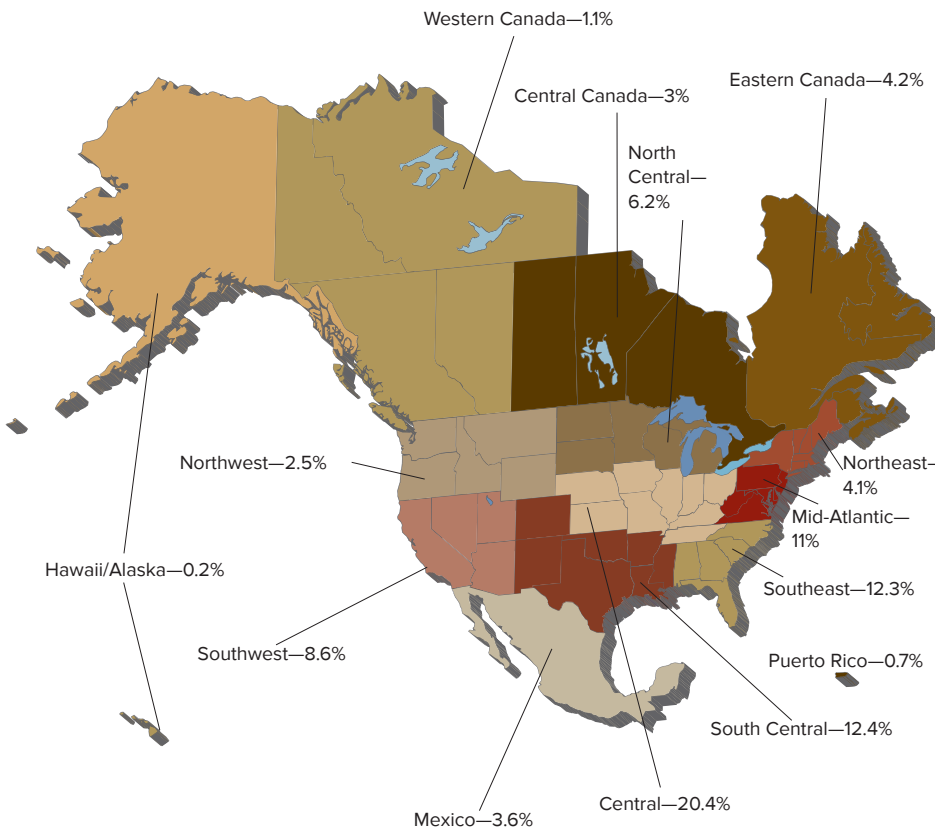 Western Canada—1.1%
Eastern Canada—4.2%
Central Canada—3%
North
Central—
6.2%
Northwest—2.5%
Northeast—
4.1%
Mid-Atlantic—
11%
Hawaii/Alaska—0.2%
Southeast—12.3%
Southwest—8.6%
Puerto Rico—0.7%
South Central—12.4%
Central—20.4%
Mexico—3.6%